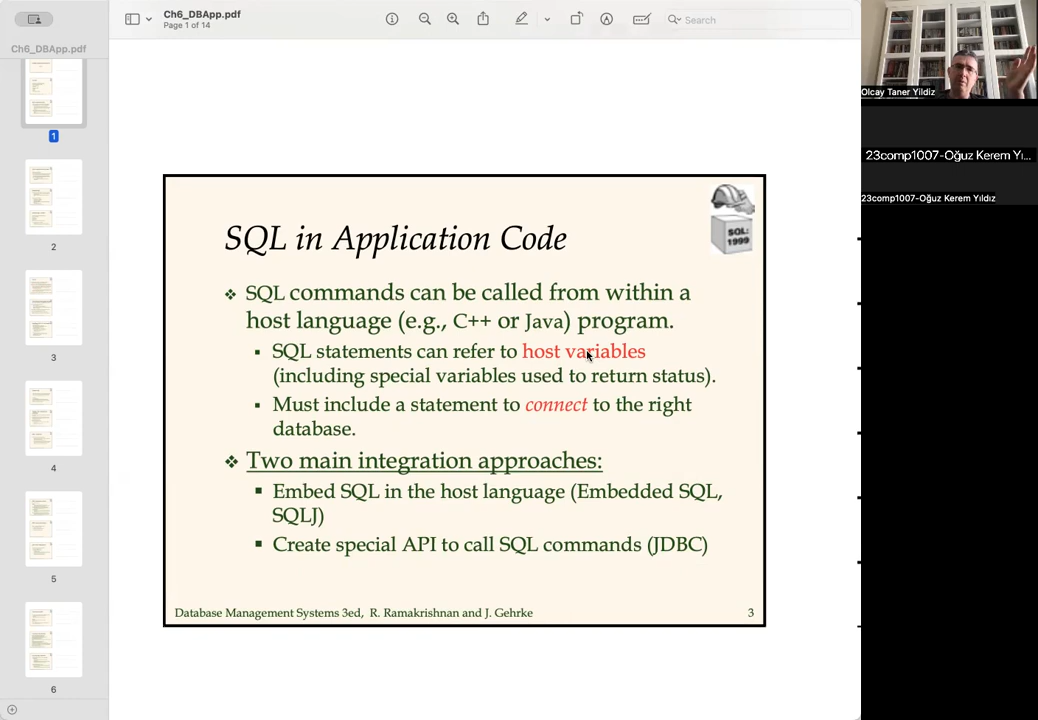 Ch6_DBApp.pdf
Page 1 of 14
Search
Ch6_DBApp.pdf
1
2
3
4
5
6
SQL in Application Code
SQL:
1999
❖ SQL commands can be called from within a
host language (e.g., C++ or Java) program.
▪ SQL statements can refer to host variables
(including special variables used to return status).
▪ Must include a statement to connect to the right
database.
❖ Two main integration approaches:
▪ Embed SQL in the host language (Embedded SQL,
SQLJ)
▪ Create special API to call SQL commands (JDBC)
Database Management Systems 3ed, R. Ramakrishnan and J. Gehrke
3
Olcay Taner Yildiz
23comp1007-Oğuz Kerem Yı...
23comp1007-Oğuz Kerem Yıldız